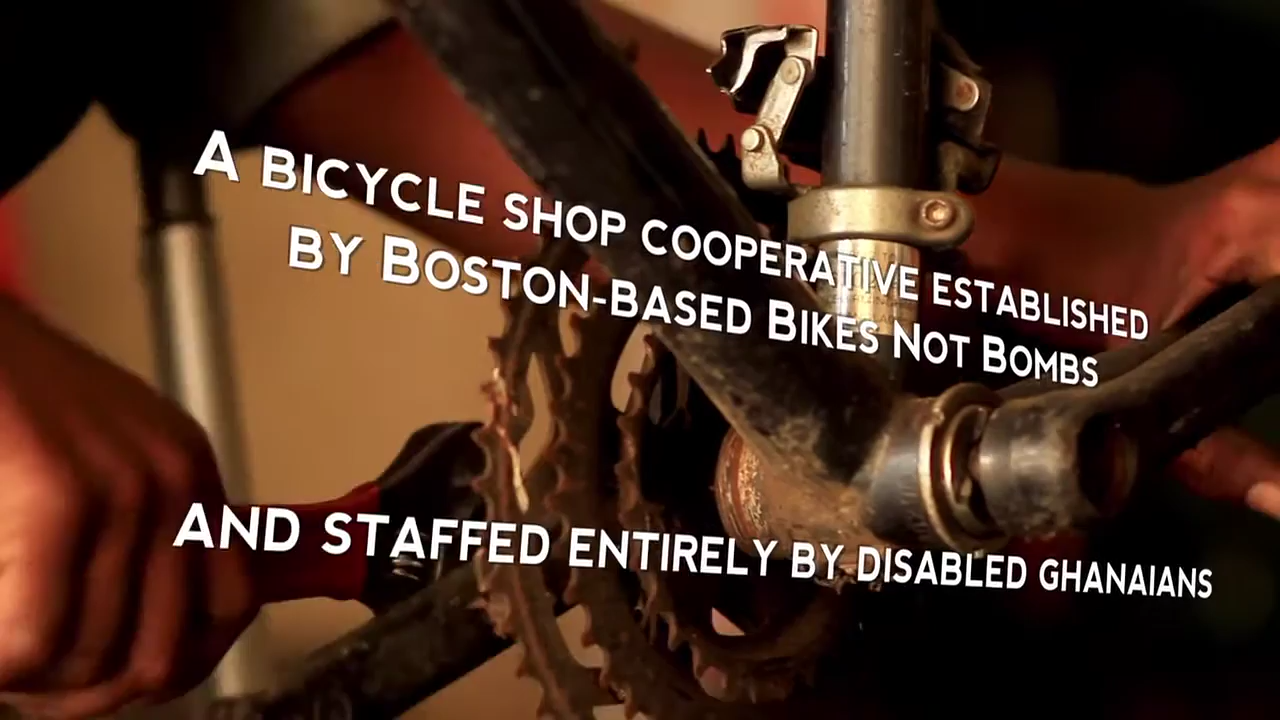 A BICYCLE SHOP COOPERATIVE ESTABLISHED
BY BOSTON-BASED BIKES NOT BOMBS
AND STAFFED ENTIRELY BY DISABLED GHANAIANS